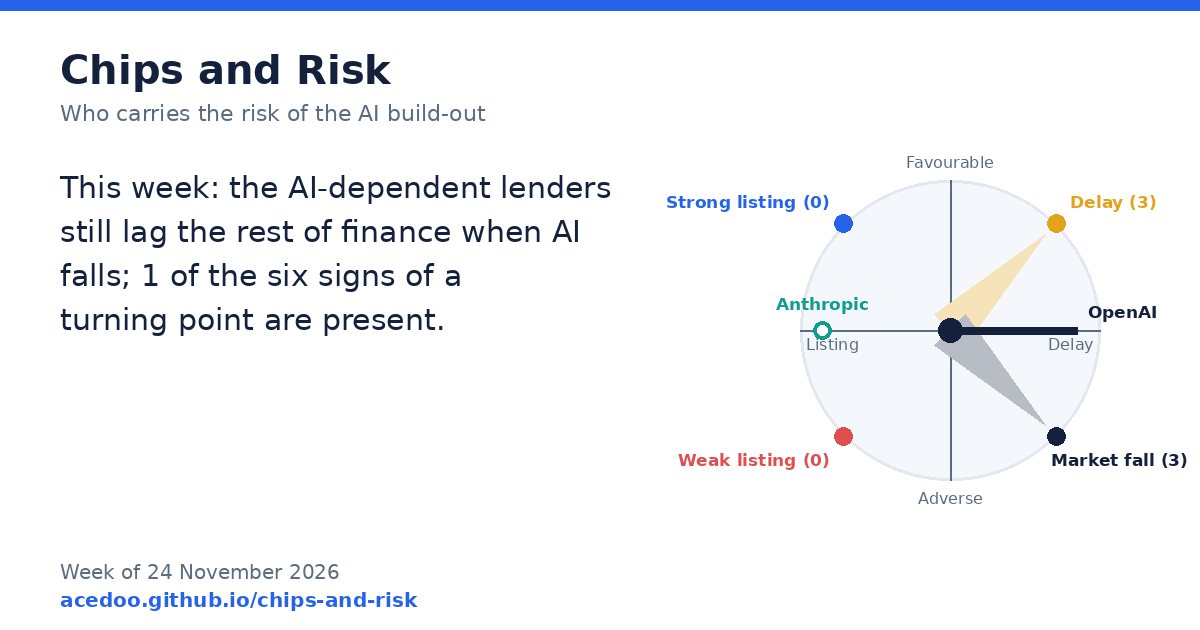 Chips and Risk
Who carries the risk of the AI build-out
This week: the AI-dependent lenders
still lag the rest of finance when AI
falls; 1 of the six signs of a
turning point are present.
Favourable
Strong listing (0)
Delay (3)
Anthropic
OpenAI
Listing
Delay
Weak listing (0)
Market fall (3)
Adverse
Week of 24 November 2026
acedoo.github.io/chips-and-risk